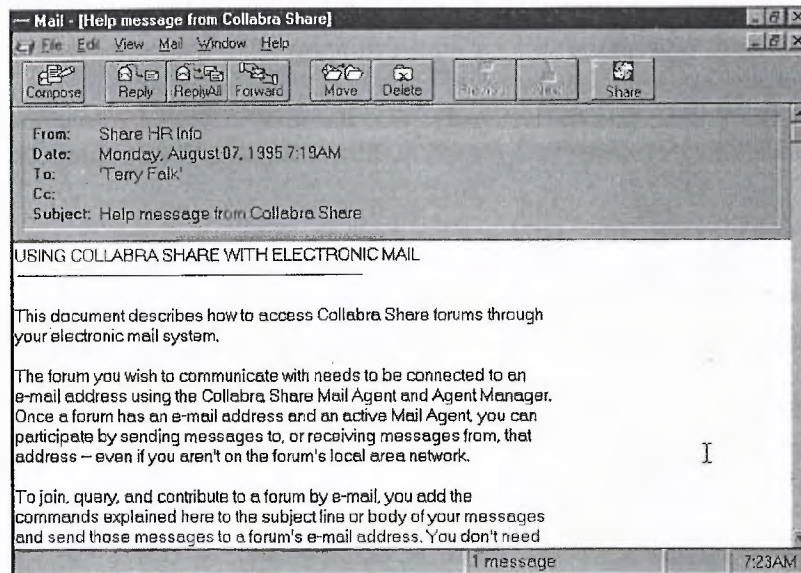 Mail - [Help message from Collabra Share]
File Edit View Mail Window Help
Compose Reply ReplyAll Forward Move Delete Share
From: Share HR Info
Date: Monday, August 07, 1995 7:19AM
To: 'Terry Falk'
Cc:
Subject: Help message from Collabra Share
USING COLLABRA SHARE WITH ELECTRONIC MAIL
This document describes how to access Collabra Share forums through
your electronic mail system.
The forum you wish to communicate with needs to be connected to an
e-mail address using the Collabra Share Mail Agent and Agent Manager.
Once a forum has an e-mail address and an active Mail Agent, you can
participate by sending messages to, or receiving messages from, that
address -- even if you aren't on the forum's local area network.
To join, query, and contribute to a forum by e-mail, you add the
commands explained here to the subject line or body of your messages
and send those messages to a forum's e-mail address. You don't need
1 message 7:23AM